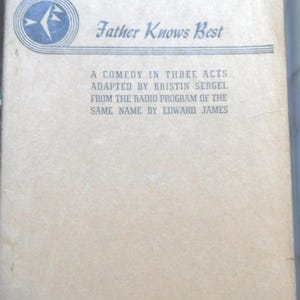 Father Knows Best
A COMEDY IN THREE ACTS
ADAPTED BY KRISTIN SERGEL
FROM THE RADIO PROGRAM OF THE
SAME NAME BY EDWARD JAMES